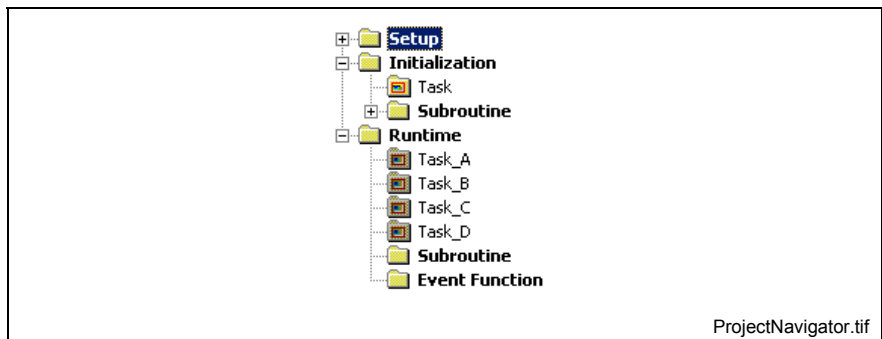 Setup
Initialization
Task
Subroutine
Runtime
Task_A
Task_B
Task_C
Task_D
Subroutine
Event Function
ProjectNavigator.tif